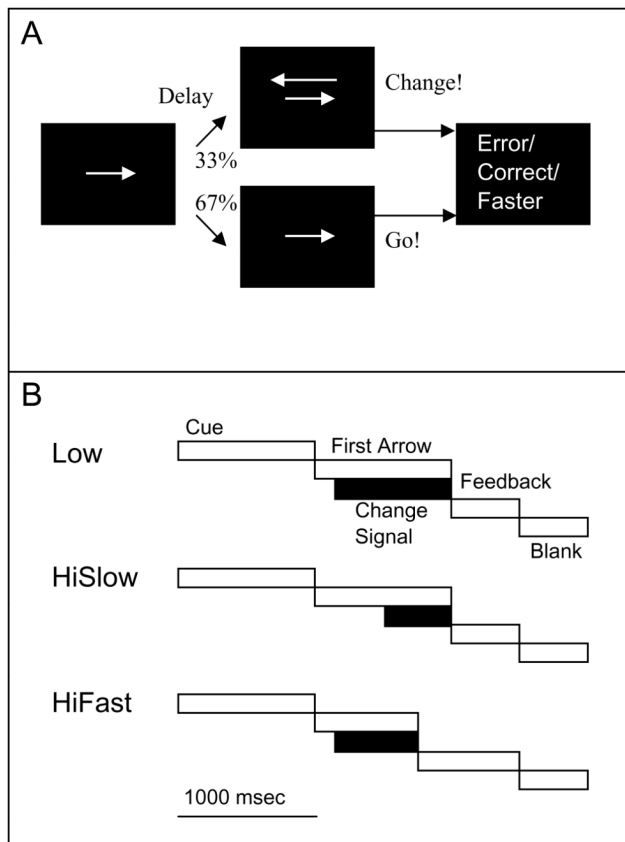 A
Delay
Change!
33%
67%
Go!
Error/
Correct/
Faster
B
Cue
Low
First Arrow
Feedback
Change
Signal
Blank
HiSlow
HiFast
1000 msec